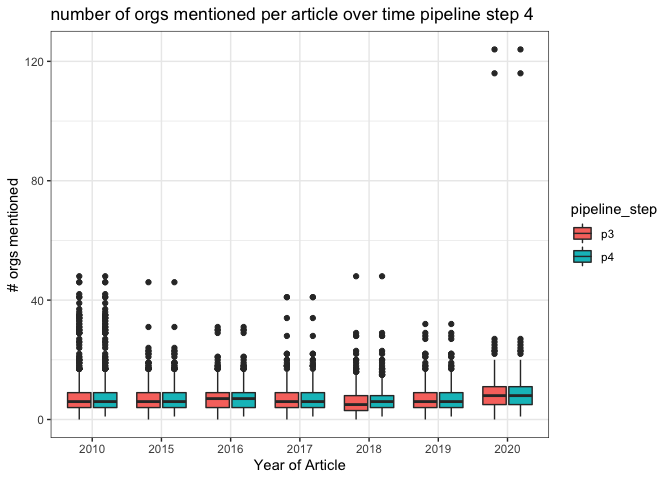 number of orgs mentioned per article over time pipeline step 4
120
80
40
0
# orgs mentioned
2010 2015 2016 2017 2018 2019 2020
Year of Article
pipeline_step
p3
p4